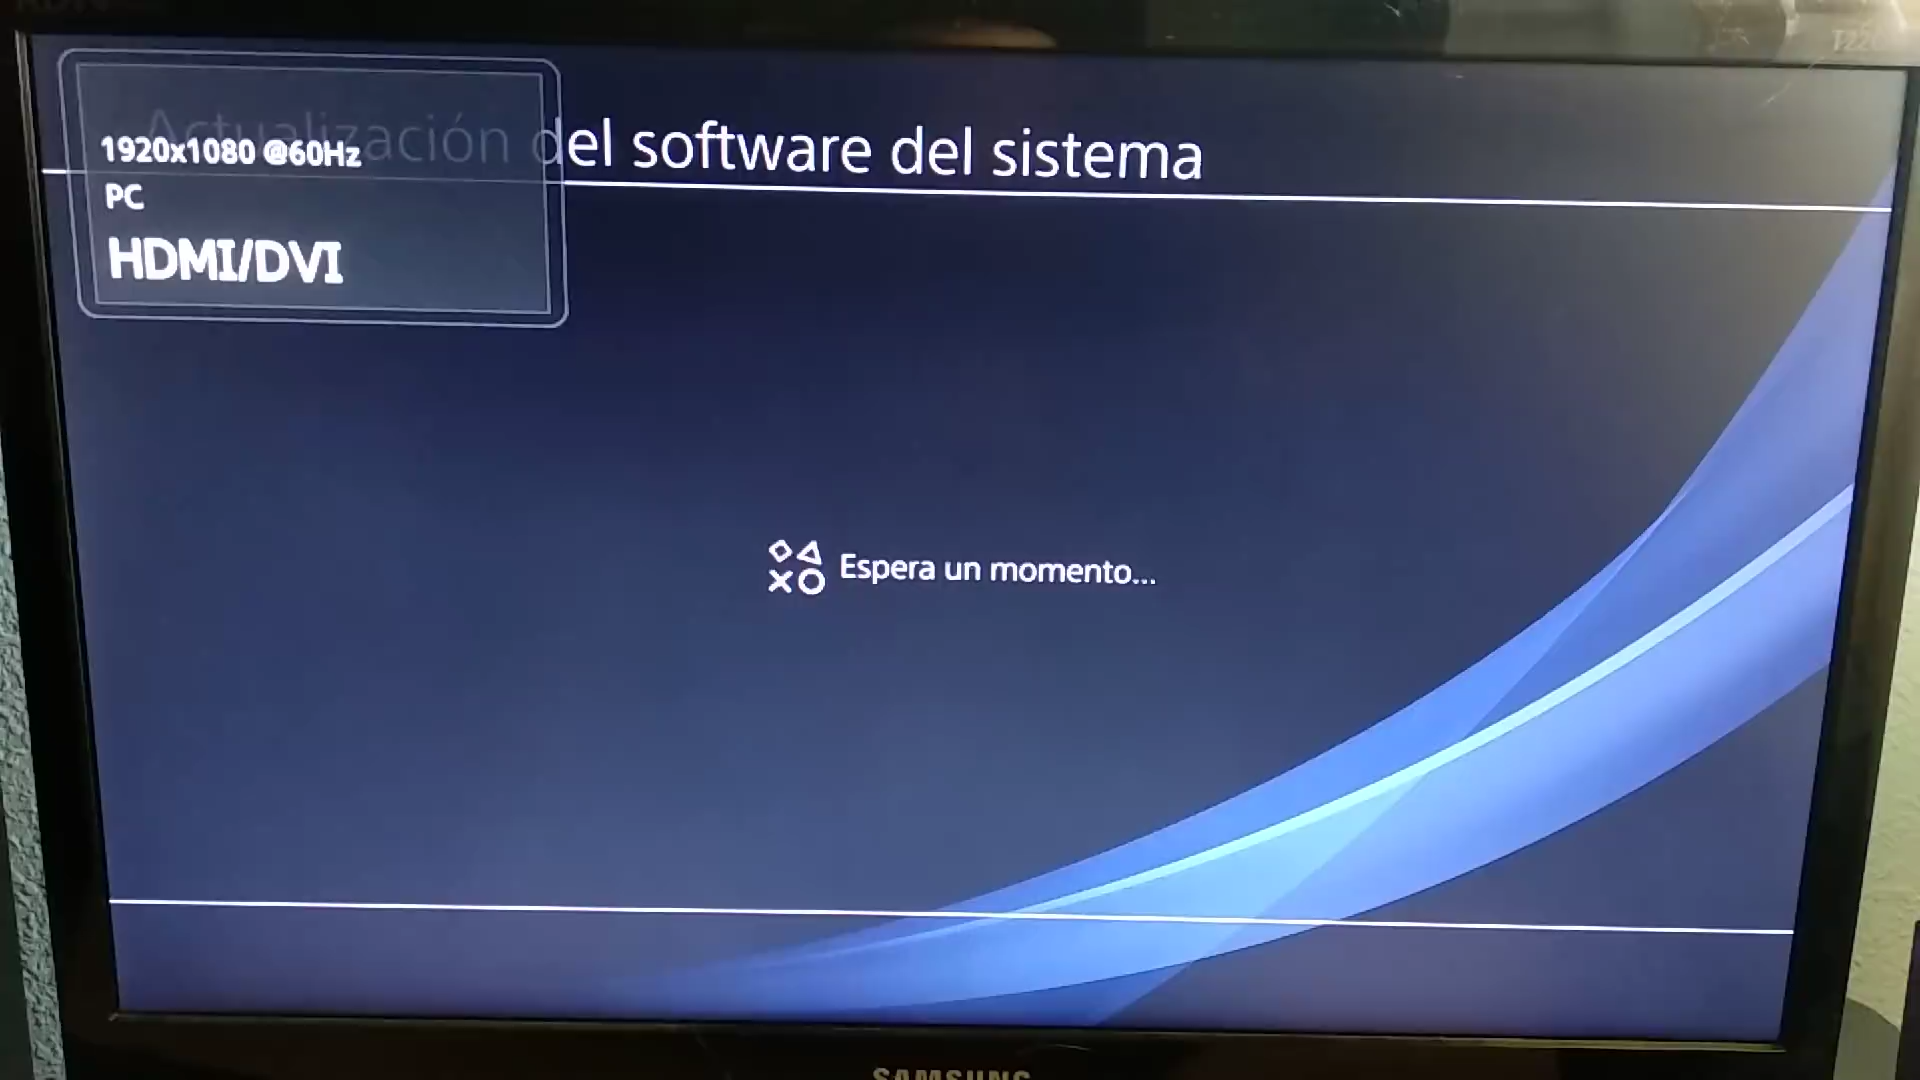 Actualización del software del sistema
1920x1080 @60Hz
PC
HDMI/DVI
Espera un momento...
SAMSUNG